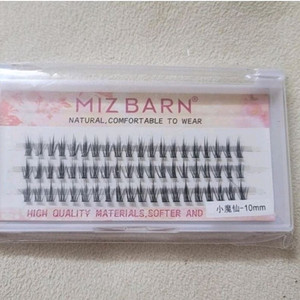 MIZ BARN®
NATURAL,COMFORTABLE TO WEAR
小魔仙-10mm
HIGH QUALITY MATERIALS,SOFTER AND